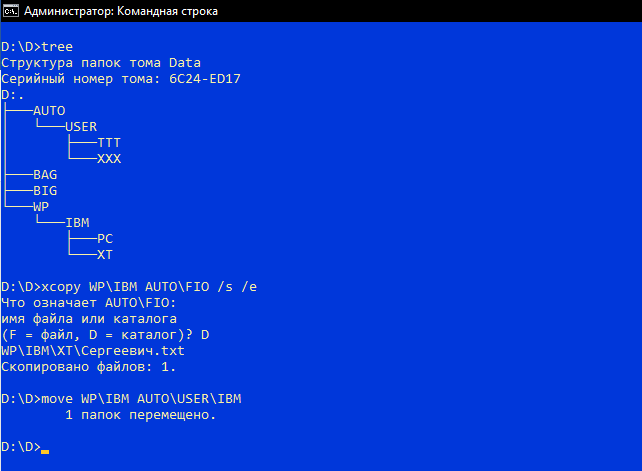 Администратор: Командная строка
D:\D>tree
Структура папок тома Data
Серийный номер тома: 6C24-ED17
D:.
├───AUTO
│   └───USER
│       ├───TTT
│       └───XXX
├───BAG
├───BIG
└───WP
    └───IBM
        ├───PC
        └───XT
D:\D>xcopy WP\IBM AUTO\FIO /s /e
Что означает AUTO\FIO:
имя файла или каталога
(F = файл, D = каталог)? D
WP\IBM\XT\Сергеевич.txt
Скопировано файлов: 1.
D:\D>move WP\IBM AUTO\USER\IBM
        1 папок перемещено.
D:\D>